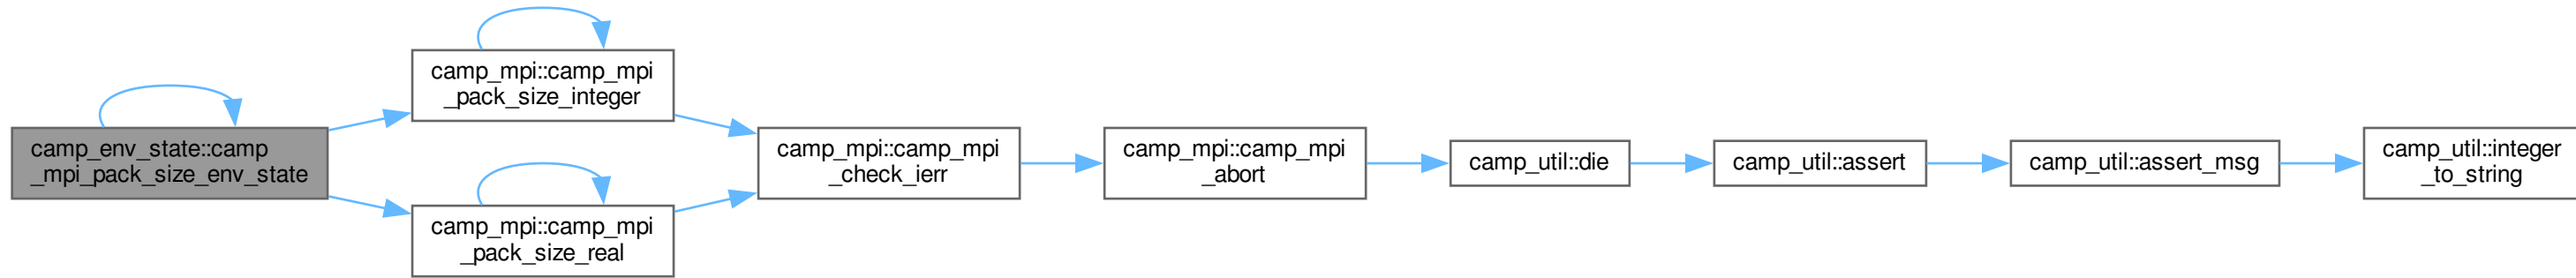 camp_env_state::camp
_mpi_pack_size_env_state
camp_mpi::camp_mpi
_pack_size_integer
camp_mpi::camp_mpi
_pack_size_real
camp_mpi::camp_mpi
_check_ierr
camp_mpi::camp_mpi
_abort
camp_util::die
camp_util::assert
camp_util::assert_msg
camp_util::integer
_to_string